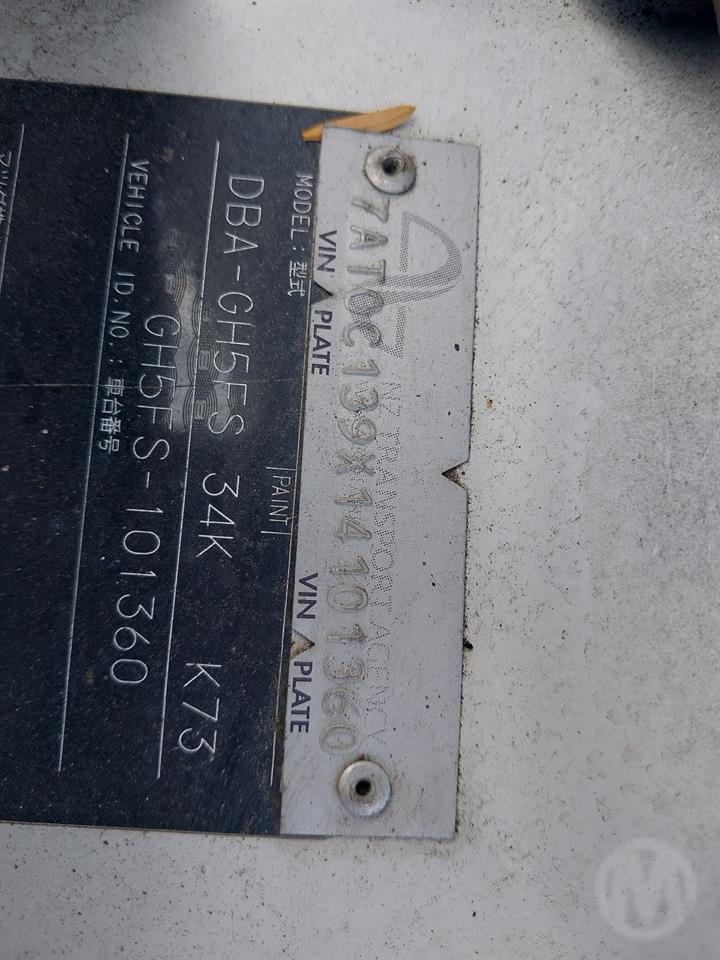 NZ TRANSPORT AGENCY
7AT0C139X14101360
VIN PLATE VIN PLATE
MODEL:型式 PAINT
DBA-GH5FS 34K K73
VEHICLE ID.NO.:車台番号
GH5FS-101360